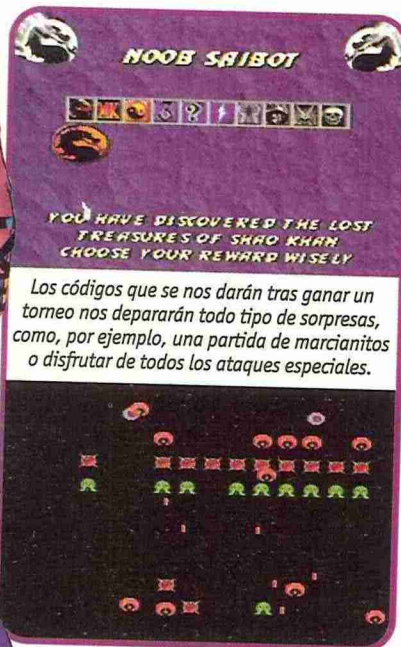 NOOB SAIBOT
MK
?
YOU HAVE DISCOVERED THE LOST
TREASURES OF SHAO KHAN
CHOOSE YOUR REWARD WISELY
Los códigos que se nos darán tras ganar un
torneo nos depararán todo tipo de sorpresas,
como, por ejemplo, una partida de marcianitos
o disfrutar de todos los ataques especiales.